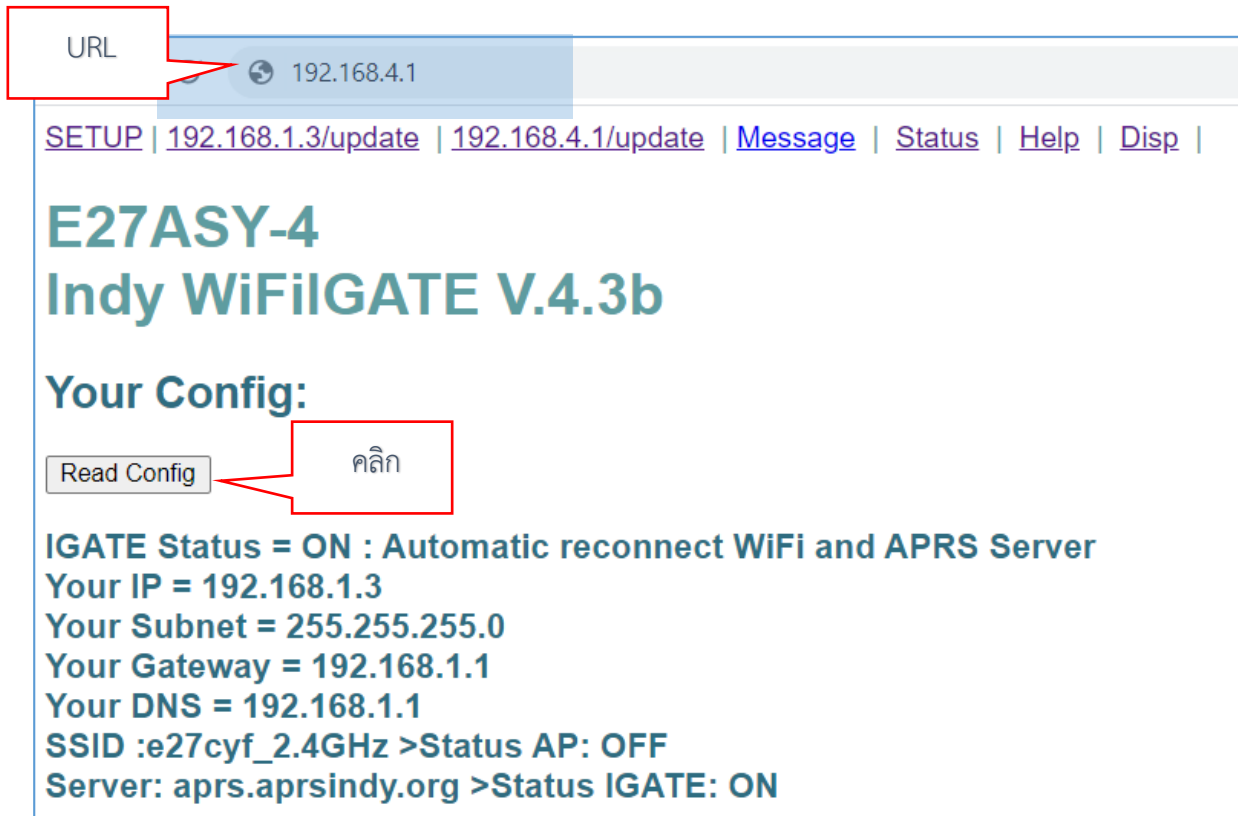 URL
192.168.4.1
SETUP | 192.168.1.3/update | 192.168.4.1/update | Message | Status | Help | Disp |
E27ASY-4
Indy WiFiIGATE V.4.3b
Your Config:
Read Config
คลิก
IGATE Status = ON : Automatic reconnect WiFi and APRS Server
Your IP = 192.168.1.3
Your Subnet = 255.255.255.0
Your Gateway = 192.168.1.1
Your DNS = 192.168.1.1
SSID :e27cyf_2.4GHz >Status AP: OFF
Server: aprs.aprsindy.org >Status IGATE: ON